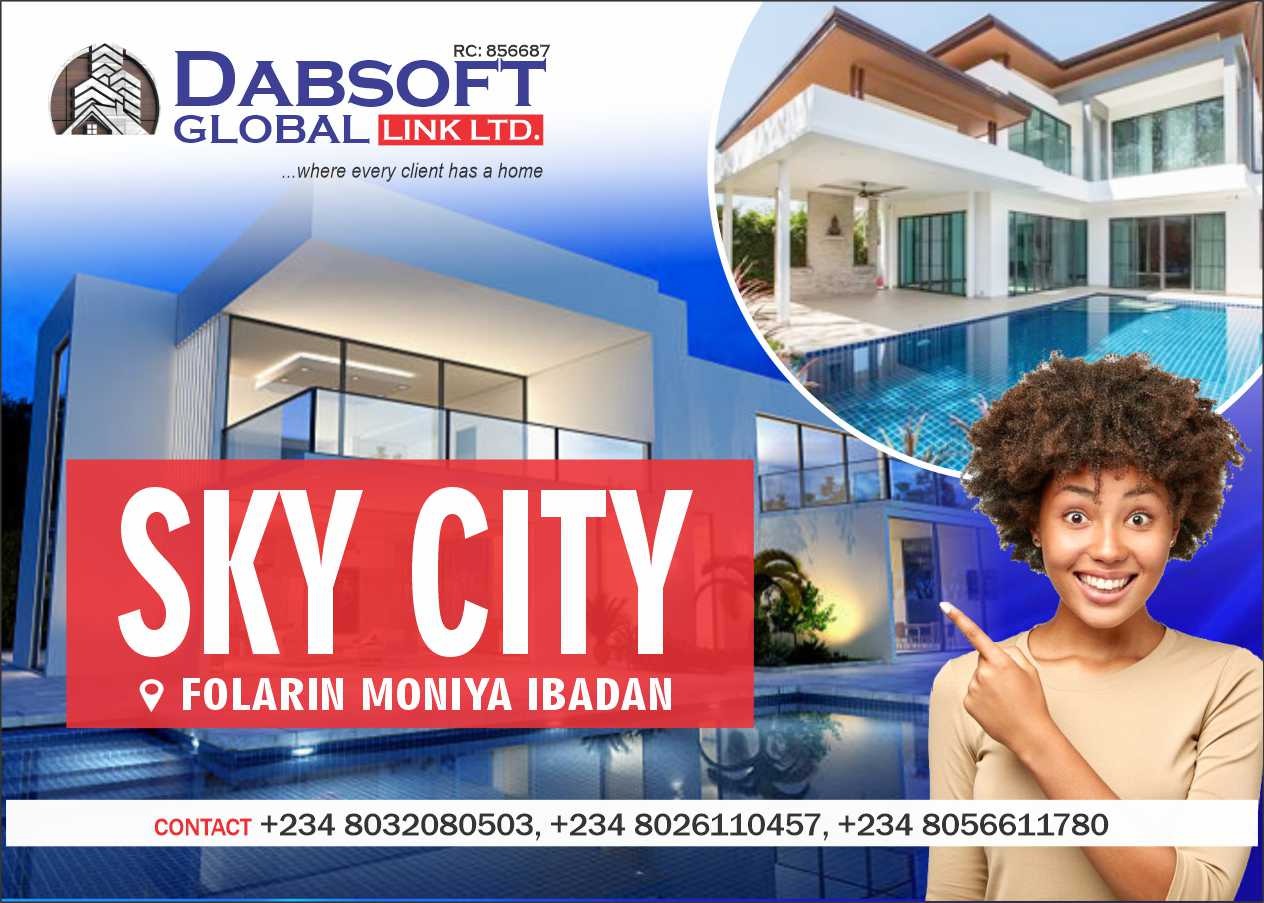 RC: 856687
DABSOFT
GLOBAL LINK LTD.
...where every client has a home
SKY CITY
FOLARIN MONIYA IBADAN
CONTACT +234 8032080503, +234 8026110457, +234 8056611780